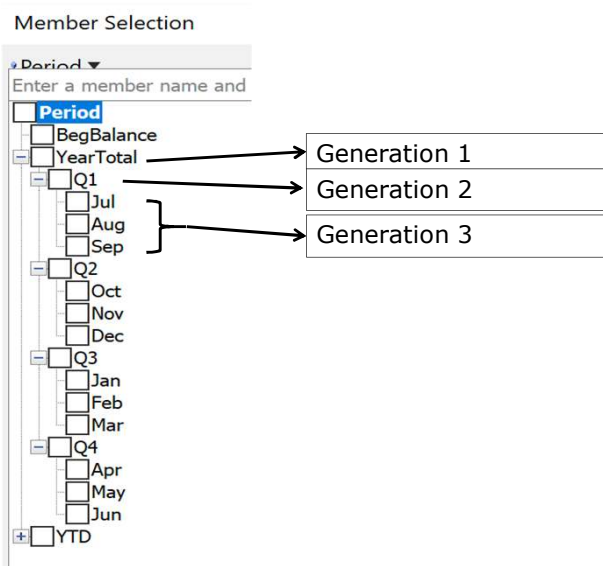 Member Selection
Period
Enter a member name and
Period
BegBalance
YearTotal
Generation 1
Q1
Generation 2
Jul
Aug
Generation 3
Sep
Q2
Oct
Nov
Dec
Q3
Jan
Feb
Mar
Q4
Apr
May
Jun
YTD